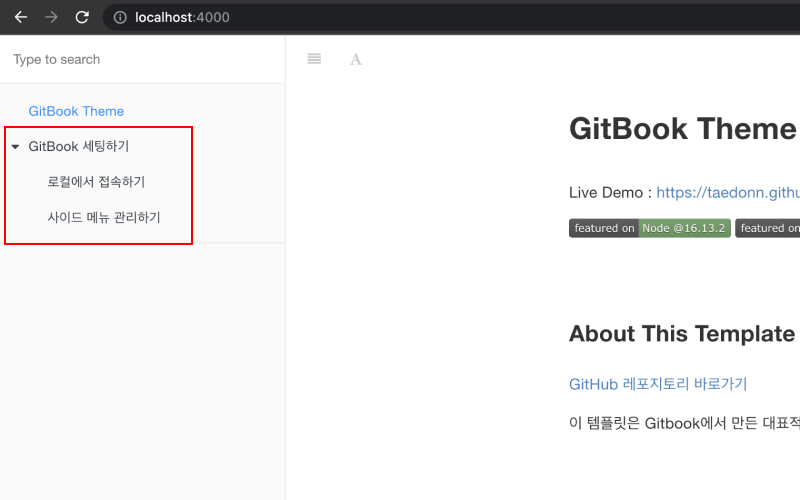 localhost:4000
Type to search
A
GitBook Theme
GitBook 세팅하기
로컬에서 접속하기
사이드 메뉴 관리하기
GitBook Theme
Live Demo : https://taedonn.githu
featured on Node @16.13.2 featured on
About This Template
GitHub 레포지토리 바로가기
이 템플릿은 Gitbook에서 만든 대표적